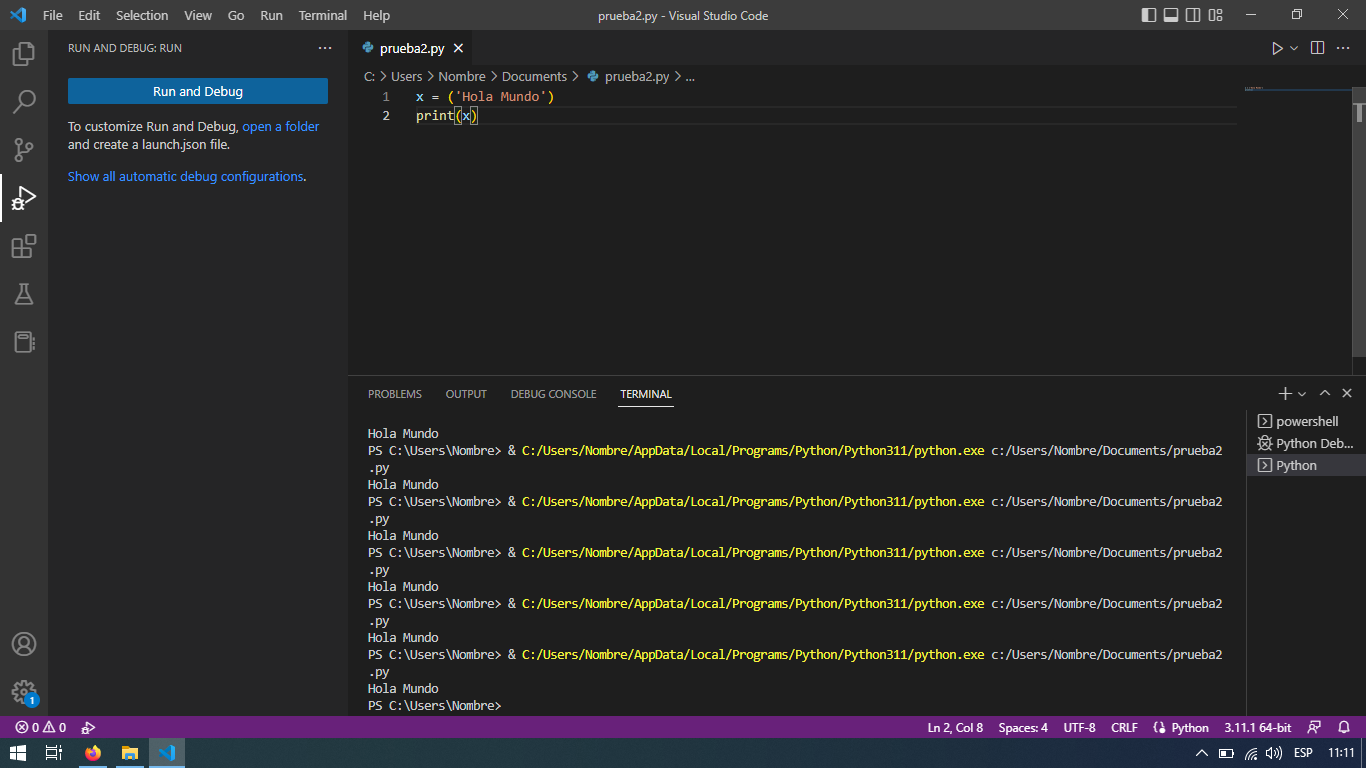 File Edit Selection View Go Run Terminal Help
prueba2.py - Visual Studio Code
RUN AND DEBUG: RUN
Run and Debug
To customize Run and Debug, open a folder
and create a launch.json file.
Show all automatic debug configurations.
prueba2.py
C: > Users > Nombre > Documents > prueba2.py > ...
1 x = ('Hola Mundo')
2 print(x)
PROBLEMS OUTPUT DEBUG CONSOLE TERMINAL
Hola Mundo
PS C:\Users\Nombre> & C:/Users/Nombre/AppData/Local/Programs/Python/Python311/python.exe c:/Users/Nombre/Documents/prueba2
.py
Hola Mundo
PS C:\Users\Nombre> & C:/Users/Nombre/AppData/Local/Programs/Python/Python311/python.exe c:/Users/Nombre/Documents/prueba2
.py
Hola Mundo
PS C:\Users\Nombre> & C:/Users/Nombre/AppData/Local/Programs/Python/Python311/python.exe c:/Users/Nombre/Documents/prueba2
.py
Hola Mundo
PS C:\Users\Nombre> & C:/Users/Nombre/AppData/Local/Programs/Python/Python311/python.exe c:/Users/Nombre/Documents/prueba2
.py
Hola Mundo
PS C:\Users\Nombre> & C:/Users/Nombre/AppData/Local/Programs/Python/Python311/python.exe c:/Users/Nombre/Documents/prueba2
.py
Hola Mundo
PS C:\Users\Nombre>
powershell
Python Deb...
Python
1
0 0
Ln 2, Col 8 Spaces: 4 UTF-8 CRLF Python 3.11.1 64-bit
ESP 11:11